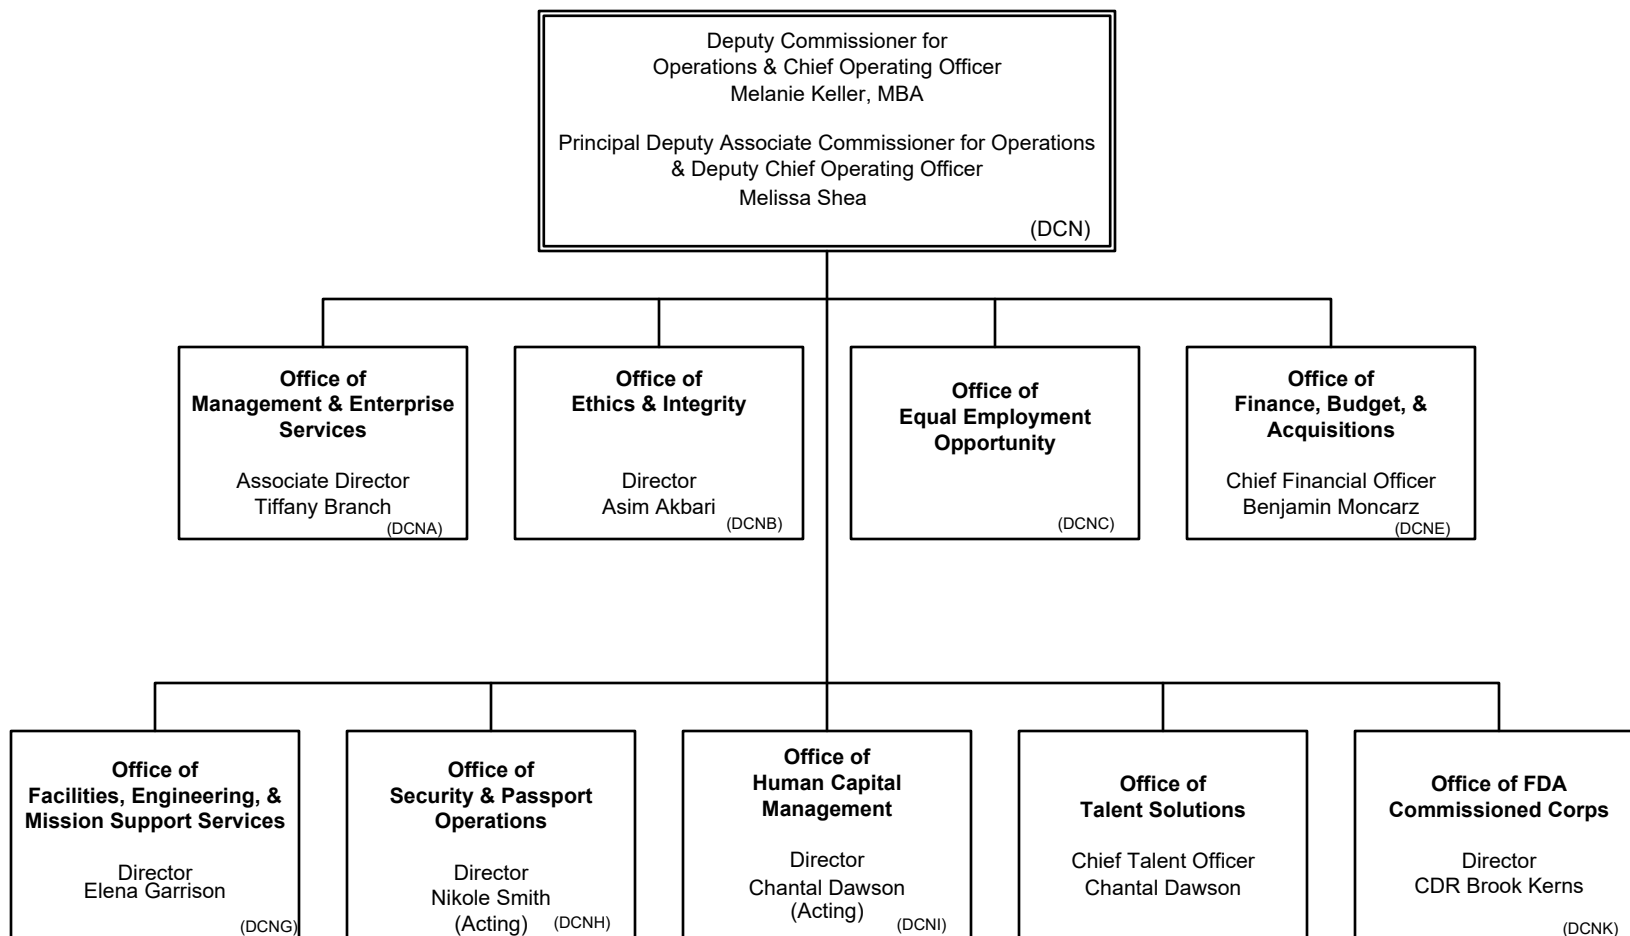 Deputy Commissioner for
Operations & Chief Operating Officer
Melanie Keller, MBA
Principal Deputy Associate Commissioner for Operations
& Deputy Chief Operating Officer
Melissa Shea
(DCN)
Office of
Management & Enterprise
Services
Associate Director
Tiffany Branch
(DCNA)
Office of
Ethics & Integrity
Director
Asim Akbari
(DCNB)
Office of
Equal Employment
Opportunity
(DCNC)
Office of
Finance, Budget, &
Acquisitions
Chief Financial Officer
Benjamin Moncarz
(DCNE)
Office of
Facilities, Engineering, &
Mission Support Services
Director
Elena Garrison
(DCNG)
Office of
Security & Passport
Operations
Director
Nikole Smith
(Acting)
(DCNH)
Office of
Human Capital
Management
Director
Chantal Dawson
(Acting)
(DCNI)
Office of
Talent Solutions
Chief Talent Officer
Chantal Dawson
Office of FDA
Commissioned Corps
Director
CDR Brook Kerns
(DCNK)